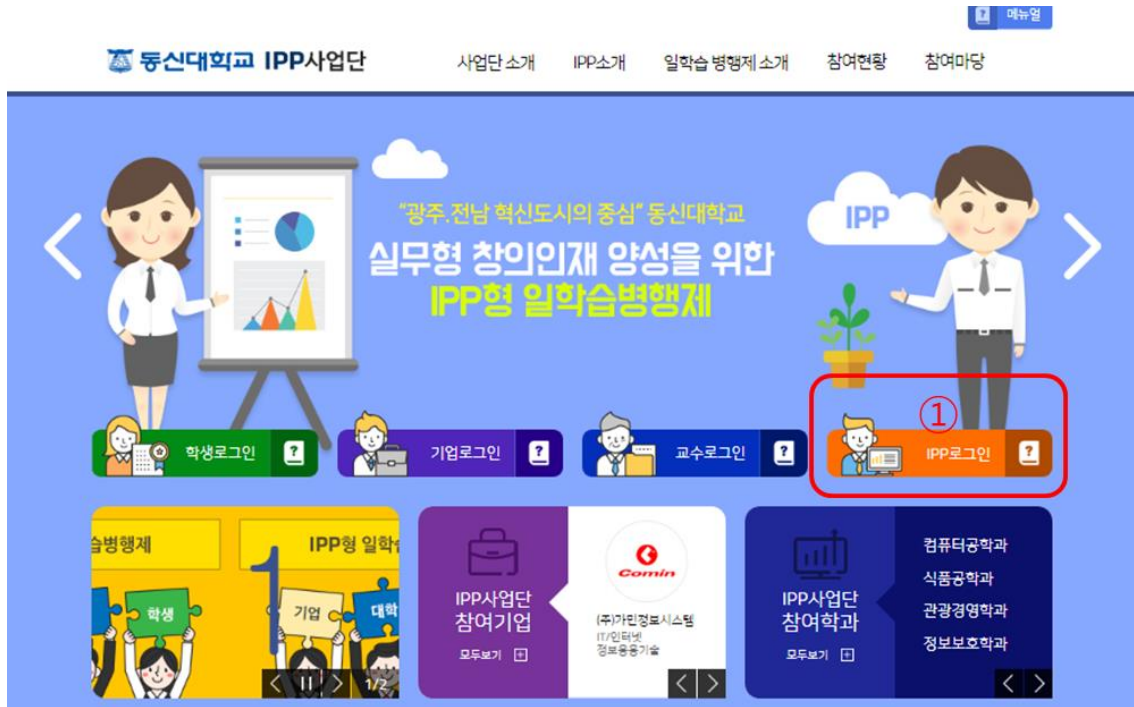 메뉴얼
동신대학교 IPP사업단
사업단 소개
IPP소개
일학습 병행제 소개
참여현황
참여마당
"광주.전남 혁신도시의 중심" 동신대학교
실무형 창의인재 양성을 위한
IPP형 일학습병행제
IPP
①
학생로그인
기업로그인
교수로그인
IPP로그인
습병행제
IPP형 일학습
1
학생
기업
대학
1/2
IPP사업단
참여기업
모두보기
Comin
(주)가민정보시스템
IT/인터넷
정보응용기술
IPP사업단
참여학과
모두보기
컴퓨터공학과
식품공학과
관광경영학과
정보보호학과